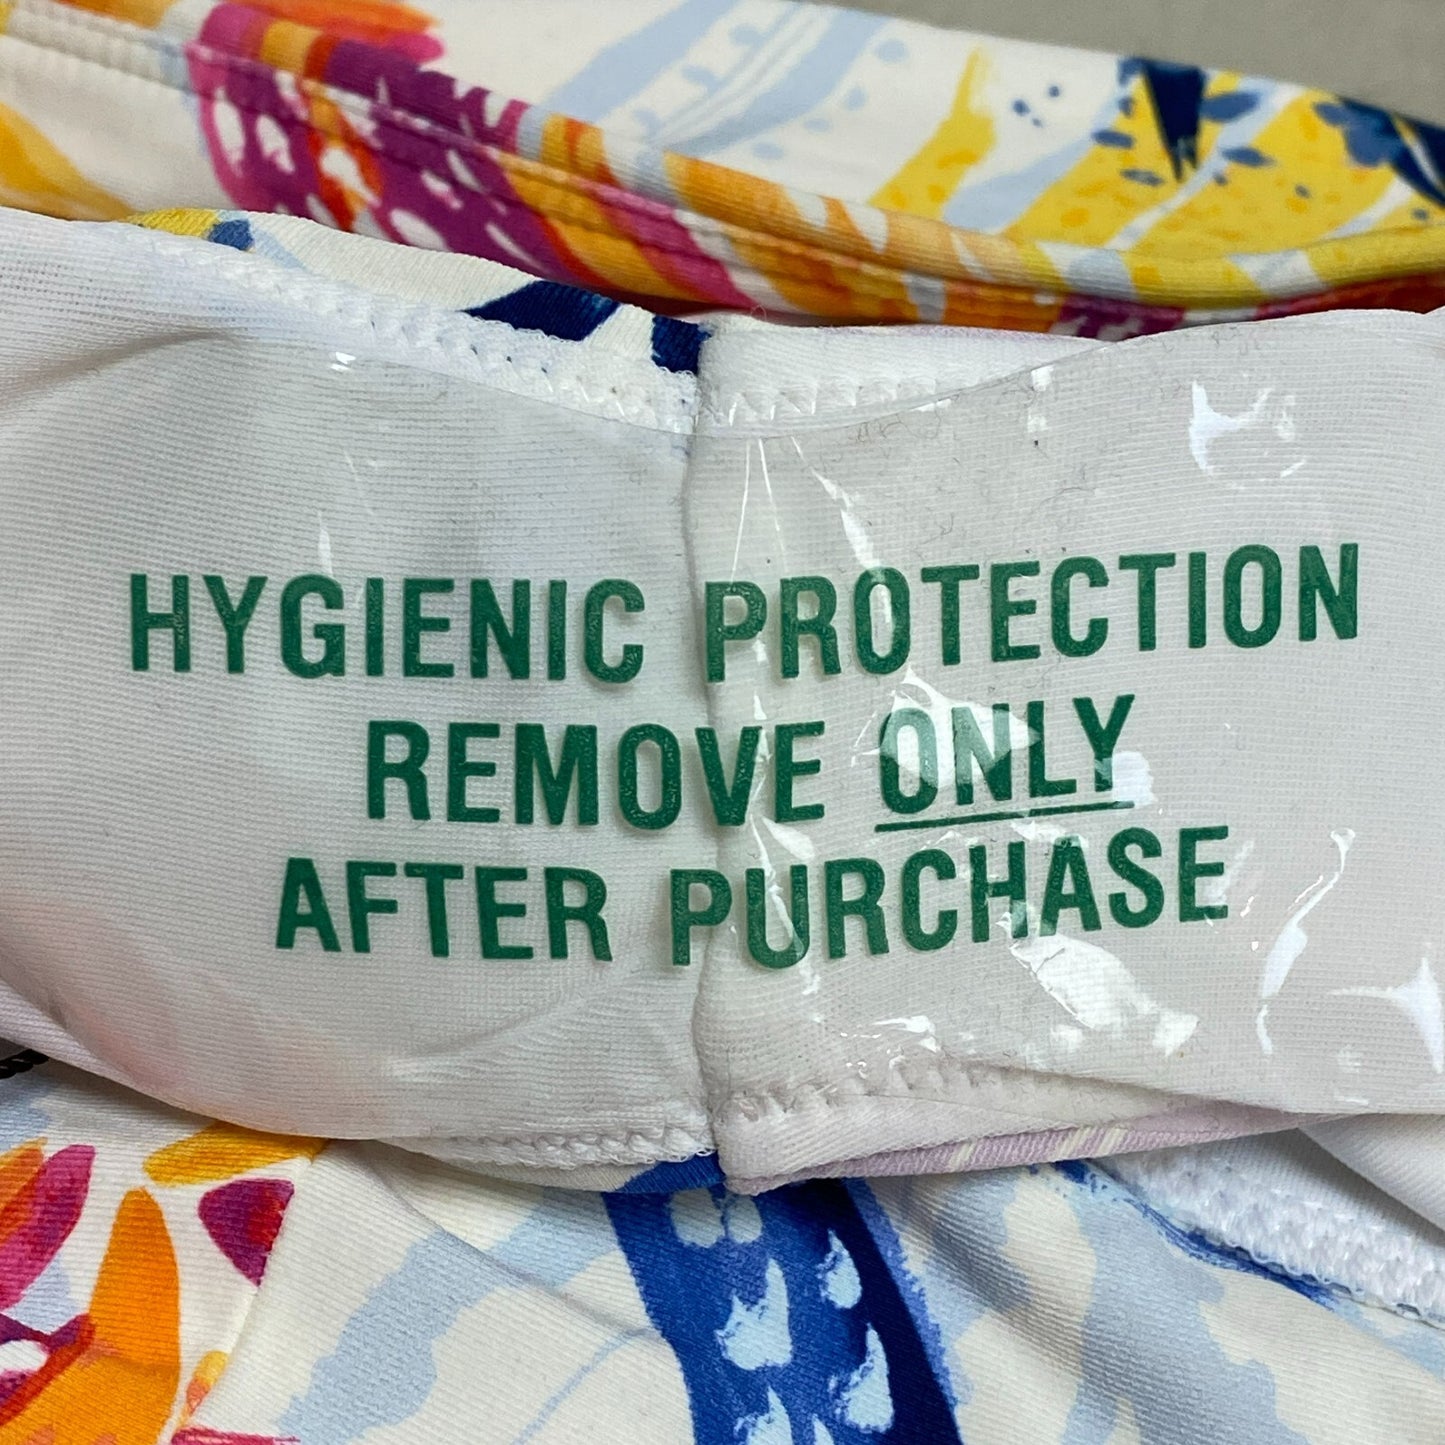 HYGIENIC PROTECTION
REMOVE ONLY
AFTER PURCHASE